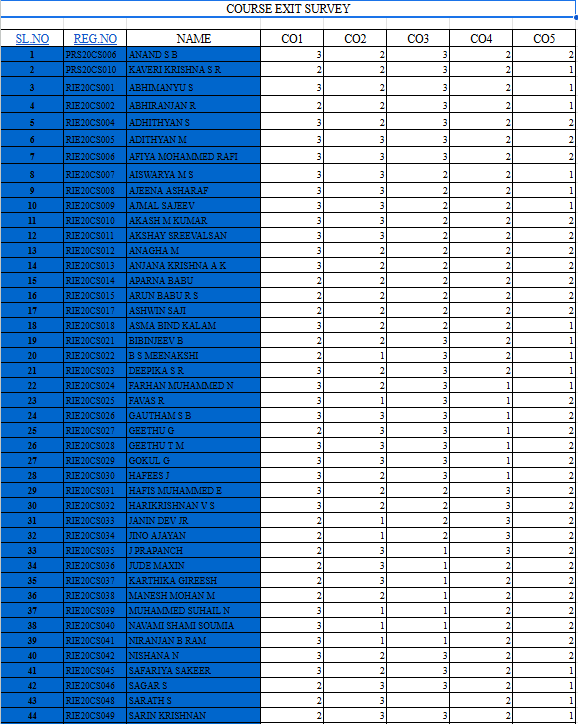 COURSE EXIT SURVEY
SL.NO REG.NO NAME CO1 CO2 CO3 CO4 CO5
1 PRS20CS006 ANAND S B 3 2 3 2 2
2 PRS20CS010 KAVERI KRISHNA S R 2 2 3 2 1
3 RIE20CS001 ABHIMANYU S 3 3 3 2 1
4 RIE20CS002 ABHIRANJAN R 2 2 3 2 1
5 RIE20CS004 ADHITHYAN S 3 3 3 2 2
6 RIE20CS005 ADITHYAN M 3 3 3 2 2
7 RIE20CS006 AFIYA MOHAMMED RAFI 3 3 3 2 2
8 RIE20CS007 AISWARYA M S 3 3 2 2 1
9 RIE20CS008 AJEENA ASHARAF 3 3 2 2 1
10 RIE20CS009 AJMAL SAJEEV 3 3 2 2 1
11 RIE20CS010 AKASH M KUMAR 3 3 2 2 2
12 RIE20CS011 AKSHAY SREEVALSAN 3 3 2 2 2
13 RIE20CS012 ANAGHA M 3 2 2 2 2
14 RIE20CS013 ANJANA KRISHNA A K 3 2 2 2 2
15 RIE20CS014 APARNA BABU 2 2 2 2 2
16 RIE20CS015 ARUN BABU R S 2 2 2 2 2
17 RIE20CS017 ASHWIN SAJI 2 2 2 2 2
18 RIE20CS018 ASMA BIND KALAM 3 2 2 2 1
19 RIE20CS021 BIBINJEEV B 2 2 3 2 1
20 RIE20CS022 B S MEENAKSHI 2 1 3 2 1
21 RIE20CS023 DEEPIKA S R 3 2 3 2 2
22 RIE20CS024 FARHAN MUHAMMED N 3 2 3 1 1
23 RIE20CS025 FAVAS R 3 1 3 1 2
24 RIE20CS026 GAUTHAM S B 3 3 3 1 2
25 RIE20CS027 GEETHU G 2 3 3 1 2
26 RIE20CS028 GEETHU T M 3 3 3 1 2
27 RIE20CS029 GOKUL G 3 3 3 1 2
28 RIE20CS030 HAFEES J 3 2 3 1 2
29 RIE20CS031 HAFIS MUHAMMED E 3 2 2 3 2
30 RIE20CS032 HARIKRISHNAN V S 3 2 2 3 2
31 RIE20CS033 JANIN DEV JR 2 1 2 3 2
32 RIE20CS034 JINO AJAYAN 2 1 2 3 2
33 RIE20CS035 J PRAPANCH 2 3 1 3 2
34 RIE20CS036 JUDE MAXIN 2 3 1 2 2
35 RIE20CS037 KARTHIKA GIREESH 2 3 1 2 2
36 RIE20CS038 MANESH MOHAN M 2 2 1 2 2
37 RIE20CS039 MUHAMMED SUHAIL N 3 1 1 2 2
38 RIE20CS040 NAVAMI SHAMI SOUMIA 3 1 1 2 2
39 RIE20CS041 NIRANJAN B RAM 3 1 1 2 2
40 RIE20CS042 NISHANA N 3 2 3 2 2
41 RIE20CS045 SAFARIYA SAKEER 3 2 3 2 1
42 RIE20CS046 SAGAR S 2 3 3 2 1
43 RIE20CS048 SARATH S 2 3 2 2 1
44 RIE20CS049 SARIN KRISHNAN 2 3 3 2 1